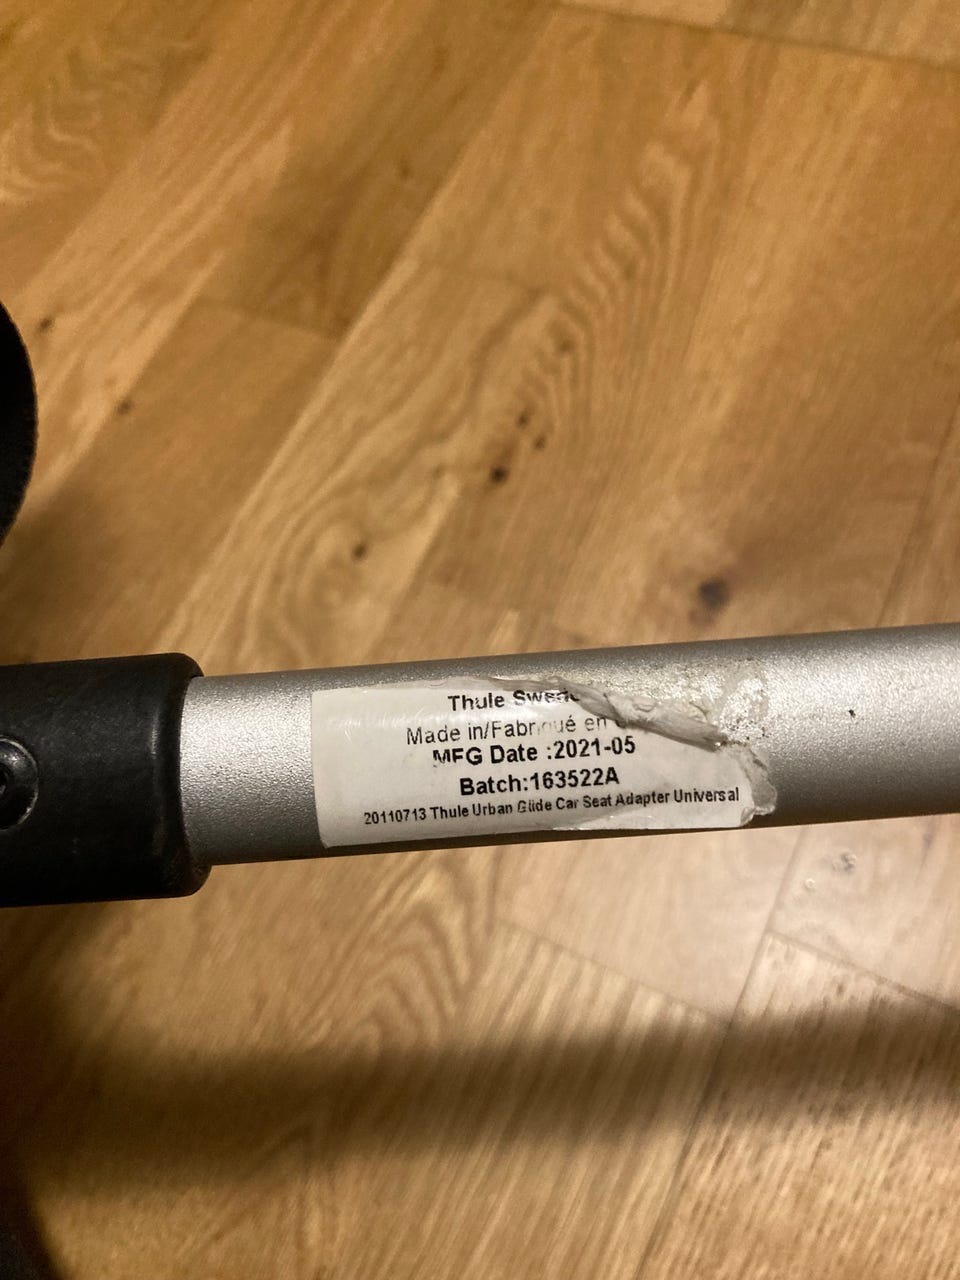 Thule
Made in/Fabriqué en
MFG Date :2021-05
Batch:163522A
20110713 Thule Urban Glide Car Seat Adapter Universal